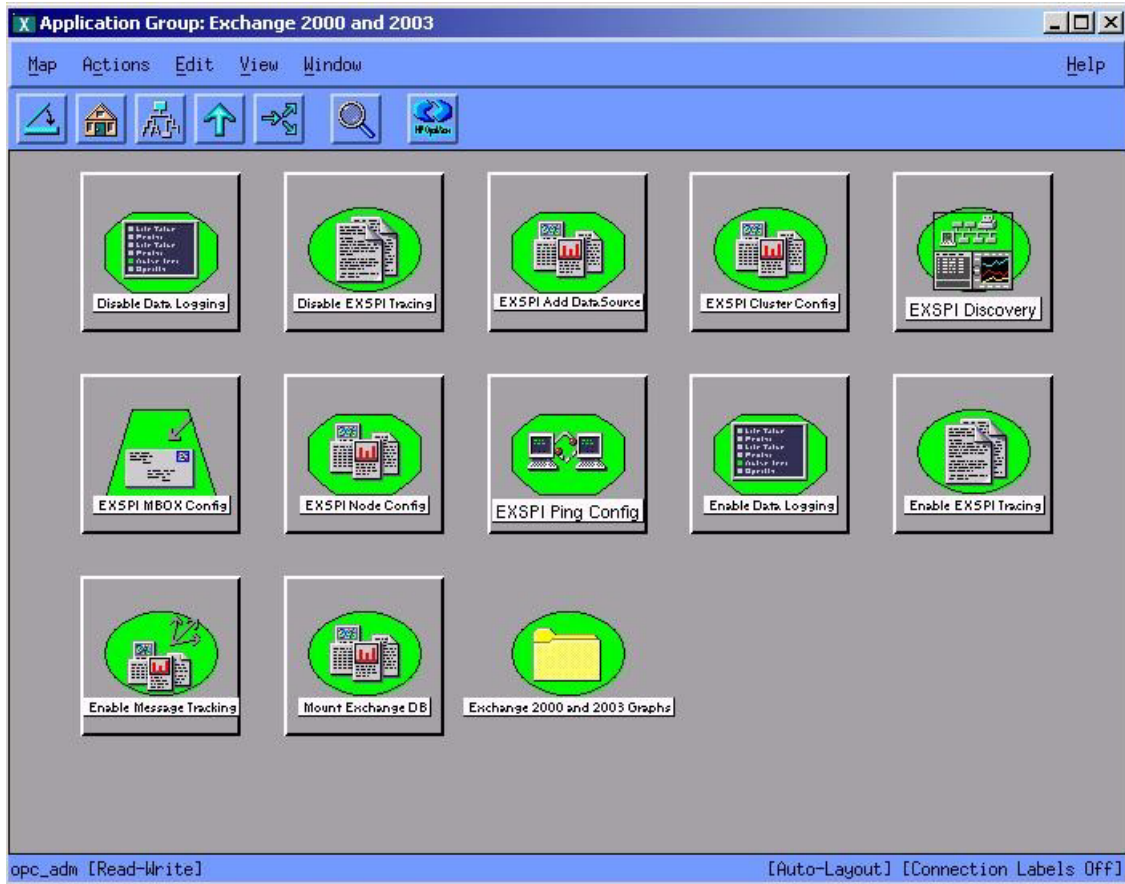 Application Group: Exchange 2000 and 2003
Map Actions Edit View Window Help
HP OpView
Disable Data Logging
Disable EXSPI Tracing
EXSPI Add DataSource
EXSPI Cluster Config
EXSPI Discovery
EXSPI MBOX Config
EXSPI Node Config
EXSPI Ping Config
Enable Data Logging
Enable EXSPI Tracing
Enable Message Tracking
Mount Exchange DB
Exchange 2000 and 2003 Graphs
opc_adm [Read-Write] [Auto-Layout] [Connection Labels Off]